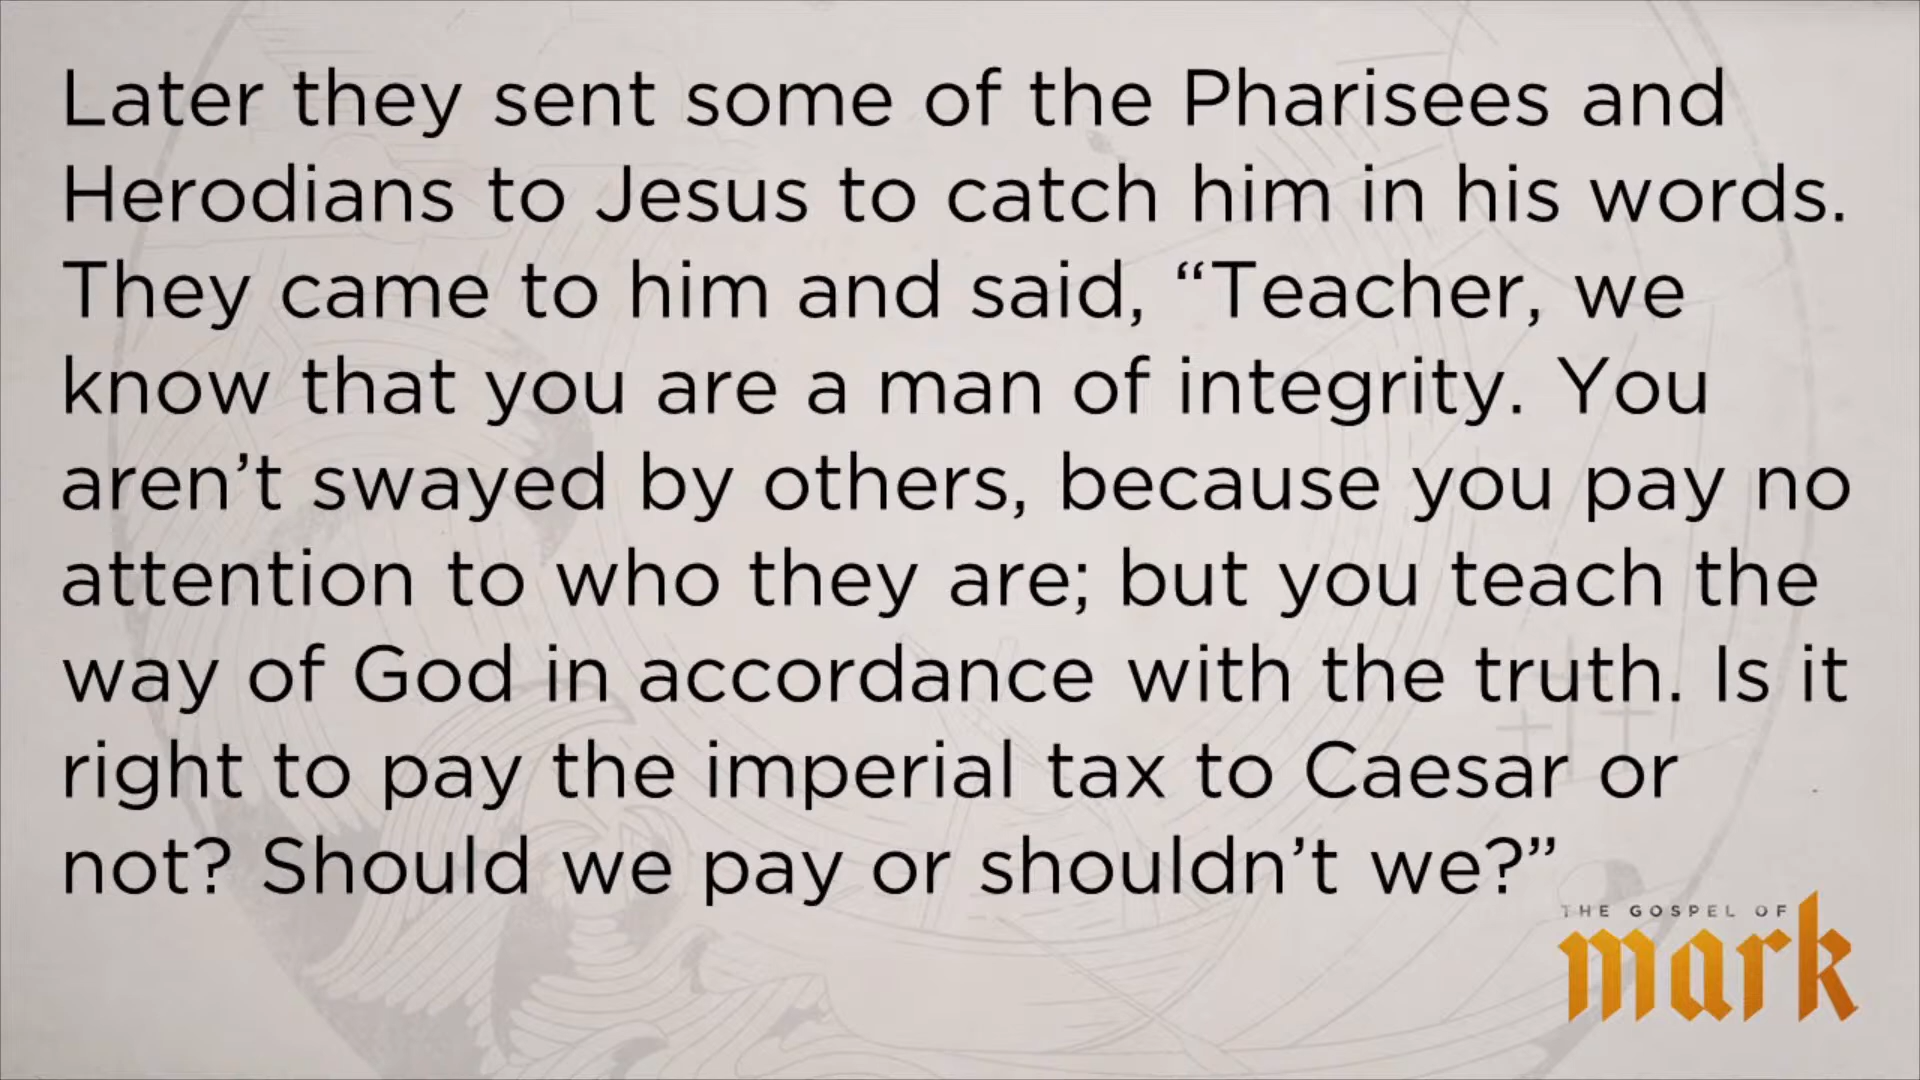 Later they sent some of the Pharisees and
Herodians to Jesus to catch him in his words.
They came to him and said, “Teacher, we
know that you are a man of integrity. You
aren’t swayed by others, because you pay no
attention to who they are; but you teach the
way of God in accordance with the truth. Is it
right to pay the imperial tax to Caesar or
not? Should we pay or shouldn’t we?”
THE GOSPEL OF
mark